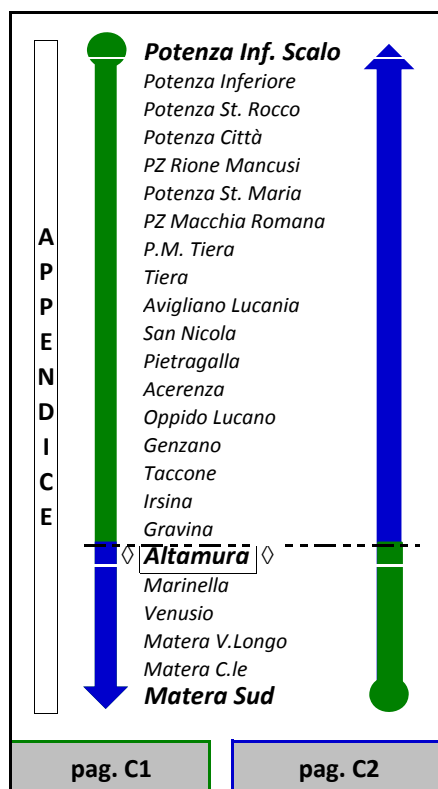 APPENDICE
Potenza Inf. Scalo
Potenza Inferiore
Potenza St. Rocco
Potenza Città
PZ Rione Mancusi
Potenza St. Maria
PZ Macchia Romana
P.M. Tiera
Tiera
Avigliano Lucania
San Nicola
Pietragalla
Acerenza
Oppido Lucano
Genzano
Taccone
Irsina
Gravina
◊ Altamura ◊
Marinella
Venusio
Matera V.Longo
Matera C.le
Matera Sud
pag. C1
pag. C2